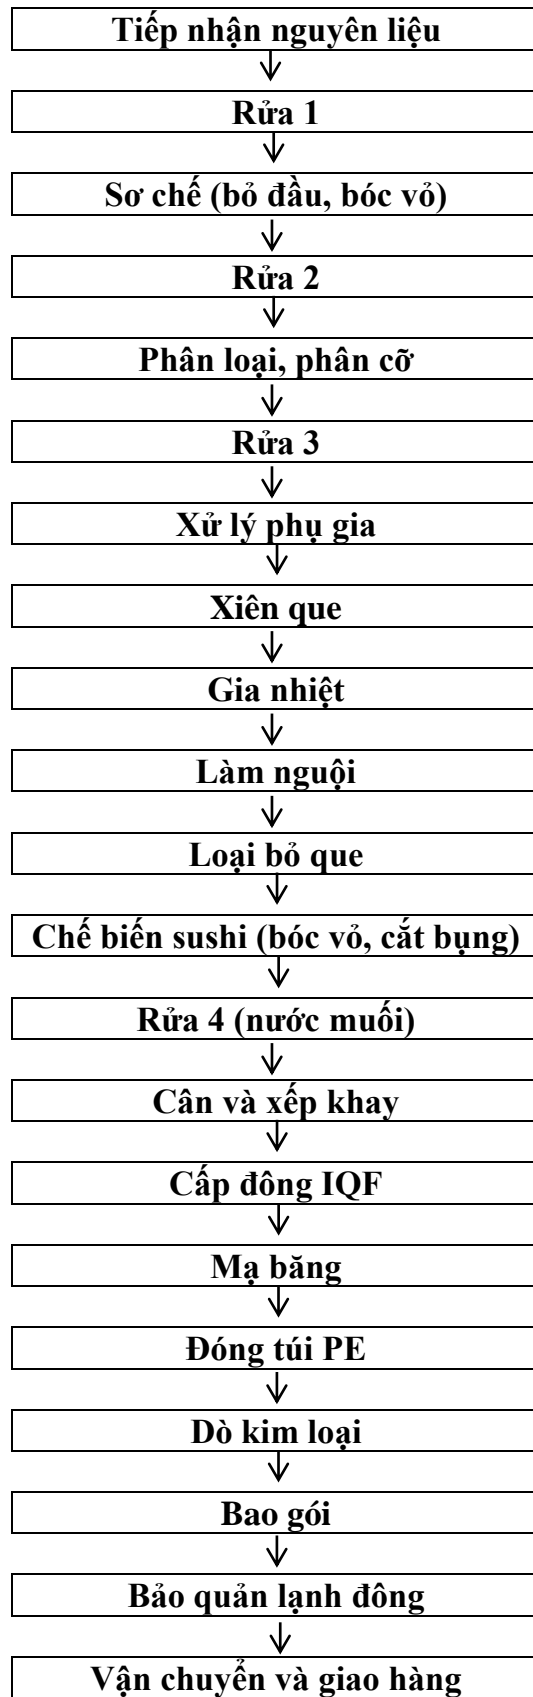 Tiếp nhận nguyên liệu
Rửa 1
Sơ chế (bỏ đầu, bóc vỏ)
Rửa 2
Phân loại, phân cỡ
Rửa 3
Xử lý phụ gia
Xiên que
Gia nhiệt
Làm nguội
Loại bỏ que
Chế biến sushi (bóc vỏ, cắt bụng)
Rửa 4 (nước muối)
Cân và xếp khay
Cấp đông IQF
Mạ băng
Đóng túi PE
Dò kim loại
Bao gói
Bảo quản lạnh đông
Vận chuyển và giao hàng